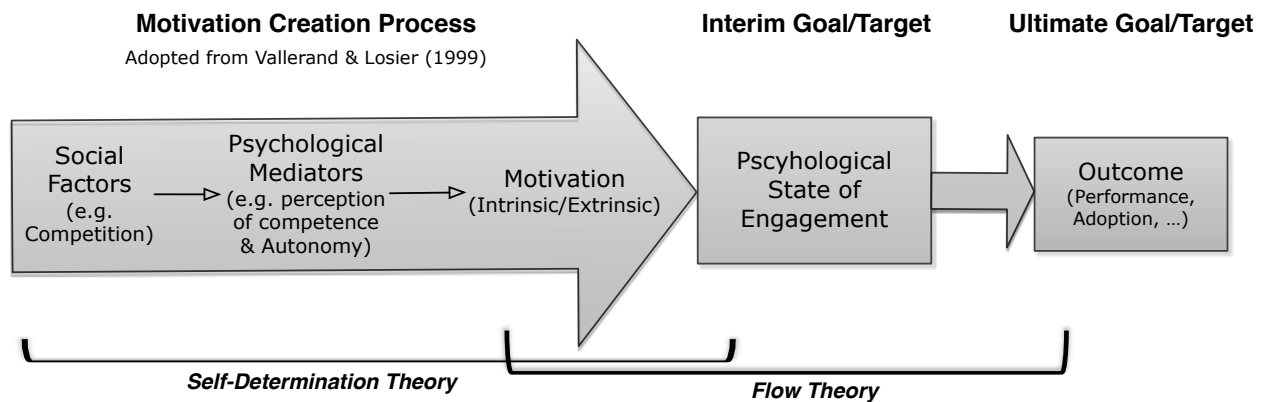 Motivation Creation Process
Adopted from Vallerand & Losier (1999)
Interim Goal/Target
Ultimate Goal/Target
Social
Factors
(e.g.
Competition)
Psychological
Mediators
(e.g. perception
of competence
& Autonomy)
Motivation
(Intrinsic/Extrinsic)
Pscyhological
State of
Engagement
Outcome
(Performance,
Adoption, ...)
Self-Determination Theory
Flow Theory